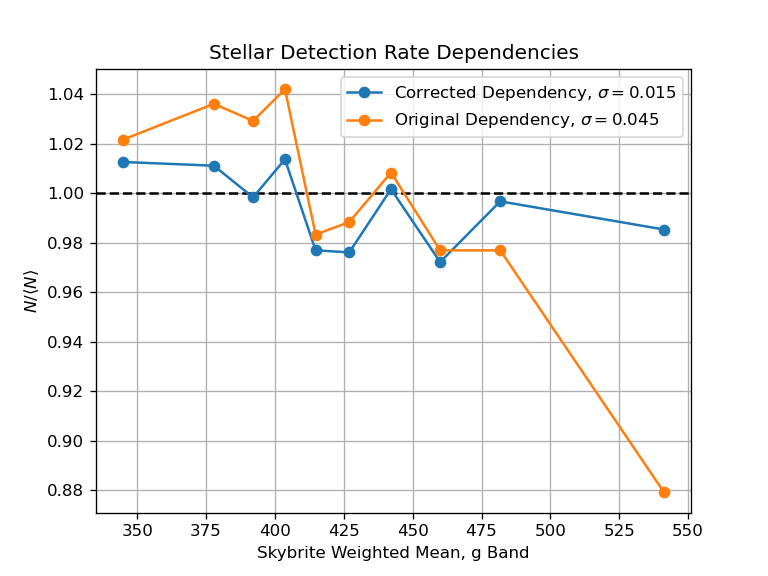 Stellar Detection Rate Dependencies
Corrected Dependency, σ = 0.015
Original Dependency, σ = 0.045
1.04
1.02
1.00
0.98
0.96
0.94
0.92
0.90
0.88
N/⟨N⟩
350 375 400 425 450 475 500 525 550
Skybrite Weighted Mean, g Band